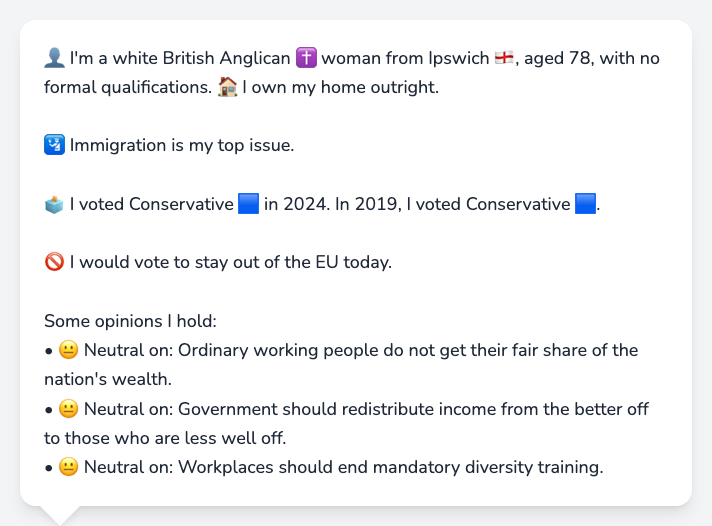 👤 I'm a white British Anglican ✝️ woman from Ipswich 🏴󠁧󠁢󠁥󠁮󠁧󠁿, aged 78, with no
formal qualifications. 🏠 I own my home outright.
🛂 Immigration is my top issue.
🗳️ I voted Conservative 🟦 in 2024. In 2019, I voted Conservative 🟦.
🚫 I would vote to stay out of the EU today.
Some opinions I hold:
• 😐 Neutral on: Ordinary working people do not get their fair share of the
nation's wealth.
• 😐 Neutral on: Government should redistribute income from the better off
to those who are less well off.
• 😐 Neutral on: Workplaces should end mandatory diversity training.